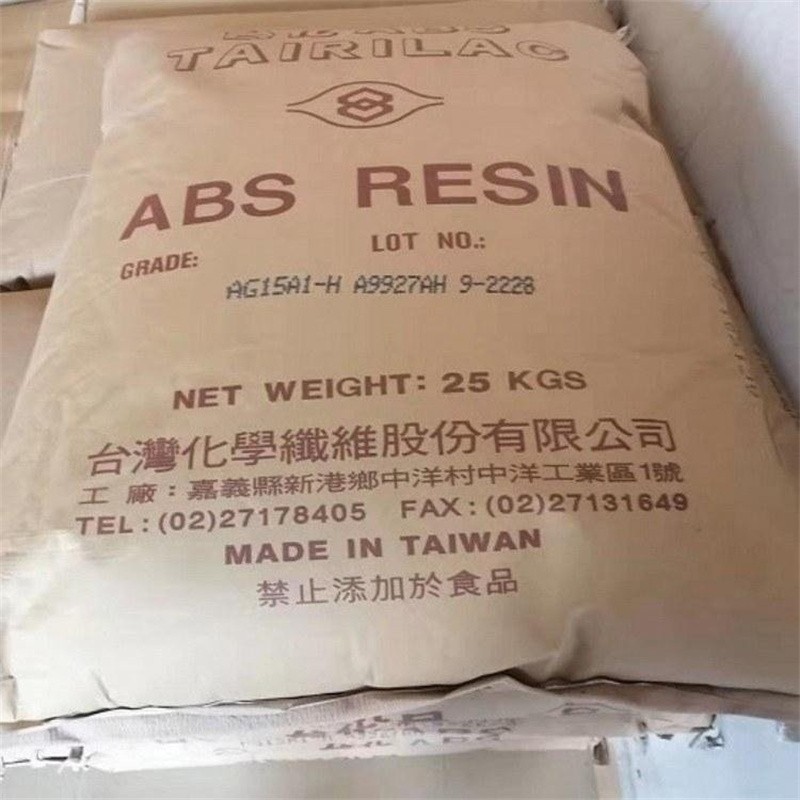 TAIRILAC
ABS RESIN
GRADE: LOT NO.:
AG15A1-H A9927AH 9-2228
NET WEIGHT: 25 KGS
台灣化學纖維股份有限公司
工 廠：嘉義縣新港鄉中洋村中洋工業區1號
TEL:(02)27178405 FAX:(02)27131649
MADE IN TAIWAN
禁止添加於食品